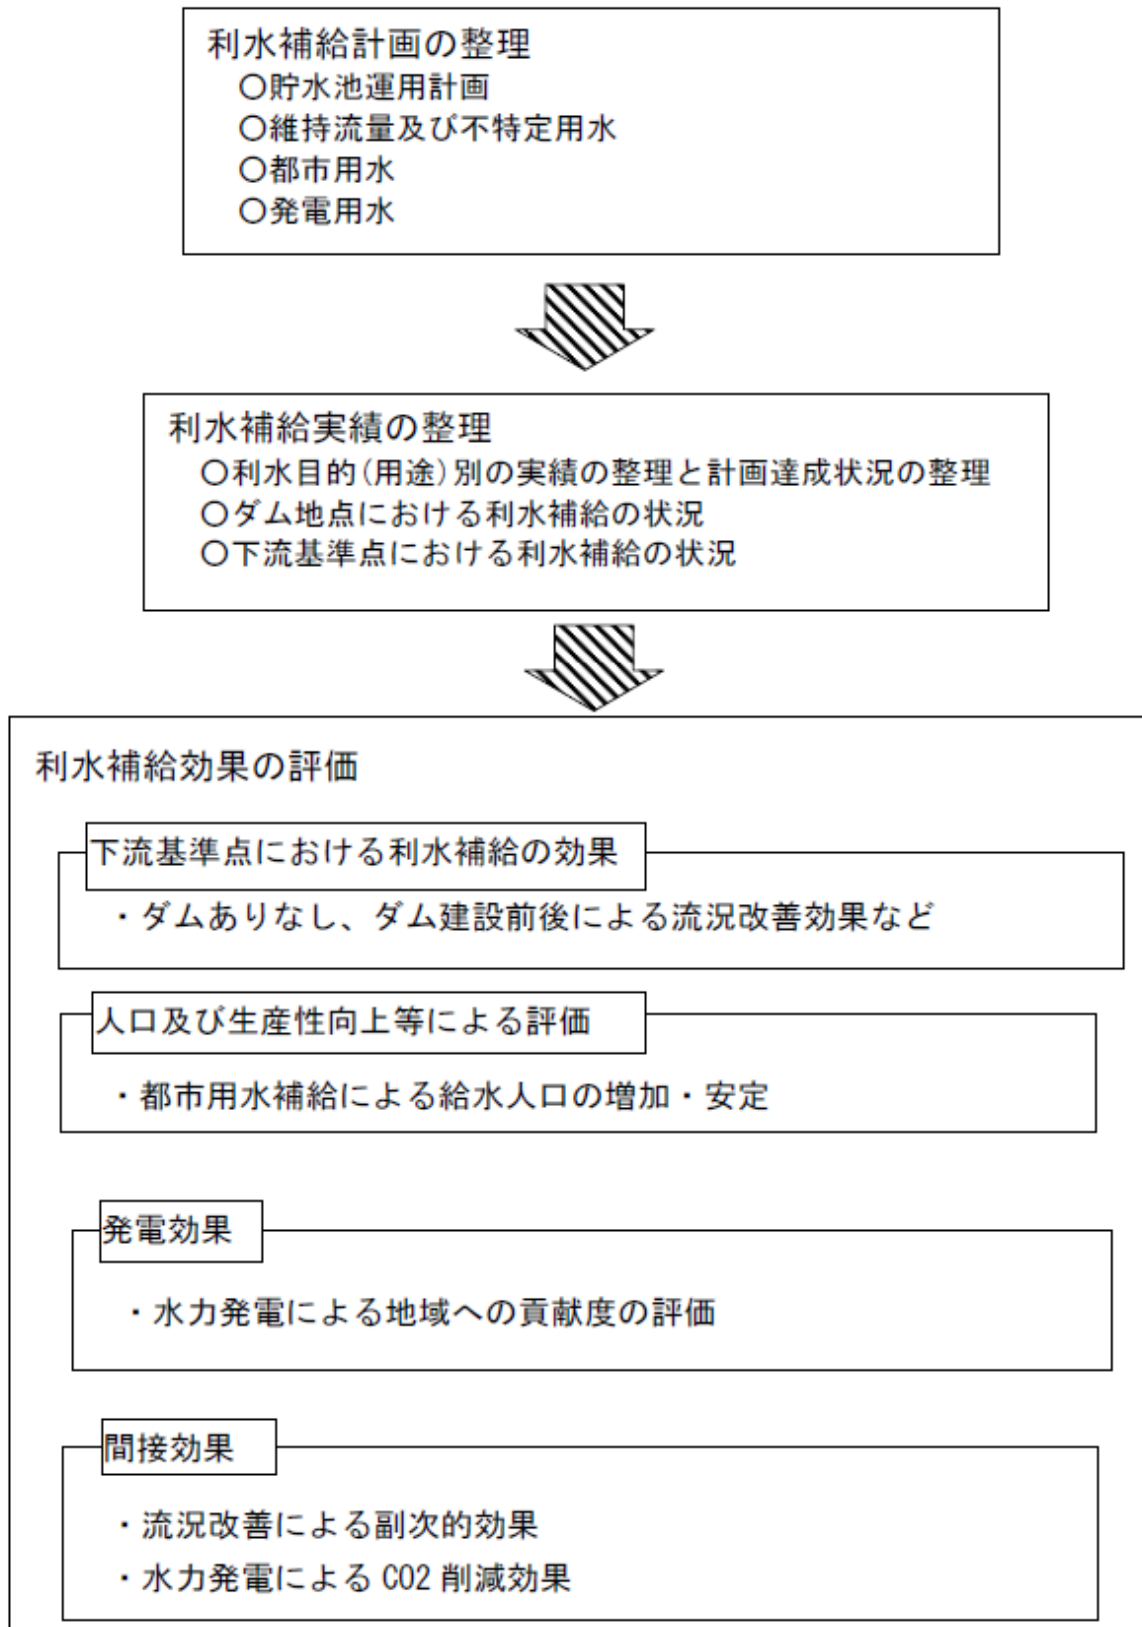 利水補給計画の整理
○貯水池運用計画
○維持流量及び不特定用水
○都市用水
○発電用水
利水補給実績の整理
○利水目的(用途)別の実績の整理と計画達成状況の整理
○ダム地点における利水補給の状況
○下流基準点における利水補給の状況
利水補給効果の評価
下流基準点における利水補給の効果
・ダムありなし、ダム建設前後による流況改善効果など
人口及び生産性向上等による評価
・都市用水補給による給水人口の増加・安定
発電効果
・水力発電による地域への貢献度の評価
間接効果
・流況改善による副次的効果
・水力発電による CO2 削減効果